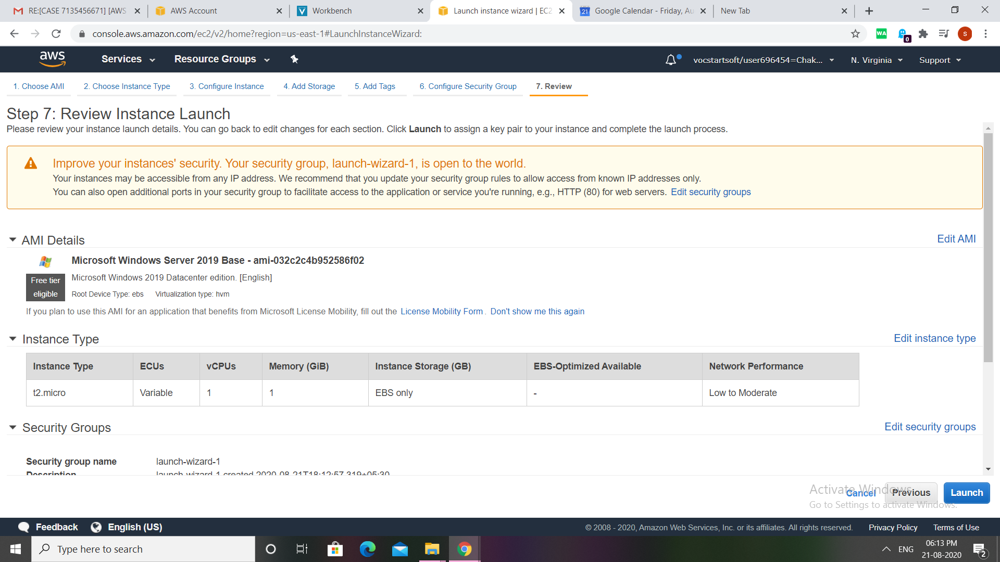 RE:[CASE 7135456671] [AWS
AWS Account
Workbench
Launch instance wizard | EC2
21
Google Calendar - Friday, Au
New Tab
console.aws.amazon.com/ec2/v2/home?region=us-east-1#LaunchInstanceWizard:
WA
0
S
aws
Services
Resource Groups
vocstartsoft/user696454=Chak...
N. Virginia
Support
1. Choose AMI
2. Choose Instance Type
3. Configure Instance
4. Add Storage
5. Add Tags
6. Configure Security Group
7. Review
Step 7: Review Instance Launch
Please review your instance launch details. You can go back to edit changes for each section. Click Launch to assign a key pair to your instance and complete the launch process.
Improve your instances' security. Your security group, launch-wizard-1, is open to the world.
Your instances may be accessible from any IP address. We recommend that you update your security group rules to allow access from known IP addresses only.
You can also open additional ports in your security group to facilitate access to the application or service you're running, e.g., HTTP (80) for web servers. Edit security groups
AMI Details
Edit AMI
Microsoft Windows Server 2019 Base - ami-032c2c4b952586f02
Free tier
eligible
Microsoft Windows 2019 Datacenter edition. [English]
Root Device Type: ebs Virtualization type: hvm
If you plan to use this AMI for an application that benefits from Microsoft License Mobility, fill out the License Mobility Form. Don't show me this again
Instance Type
Edit instance type
Instance Type ECUs vCPUs Memory (GiB) Instance Storage (GB) EBS-Optimized Available Network Performance
t2.micro Variable 1 1 EBS only - Low to Moderate
Security Groups
Edit security groups
Security group name launch-wizard-1
Description launch-wizard-1 created 2020-08-21T18:12:57.319+05:30
Activate Windows
Go to Settings to activate Windows.
Cancel
Previous
Launch
Feedback
English (US)
© 2008 - 2020, Amazon Web Services, Inc. or its affiliates. All rights reserved.
Privacy Policy
Terms of Use
Type here to search
ENG
06:13 PM
21-08-2020
2